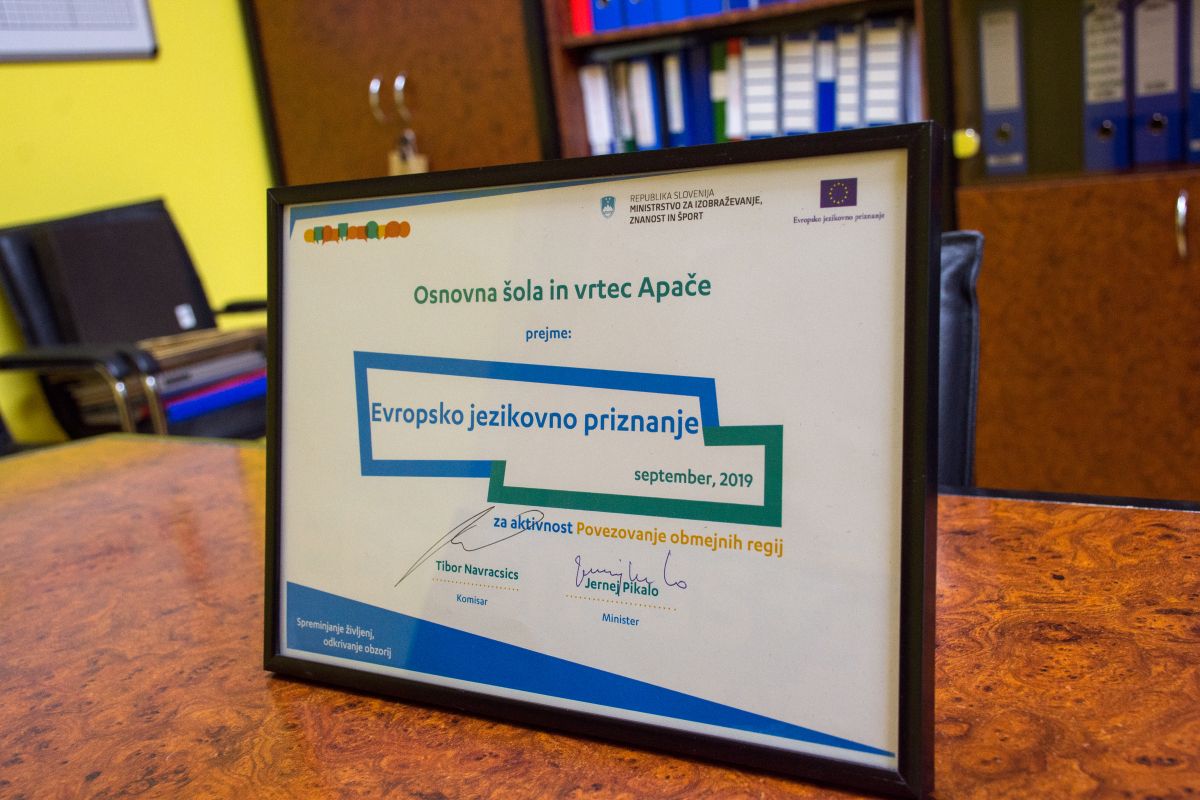 REPUBLIKA SLOVENIJA
MINISTRSTVO ZA IZOBRAŽEVANJE,
ZNANOST IN ŠPORT
Evropsko jezikovno priznanje
Osnovna šola in vrtec Apače
prejme:
Evropsko jezikovno priznanje
september, 2019
za aktivnost Povezovanje obmejnih regij
Tibor Navracsics
Komisar
Jernej Pikalo
Minister
Spreminjanje življenj,
odkrivanje obzorij